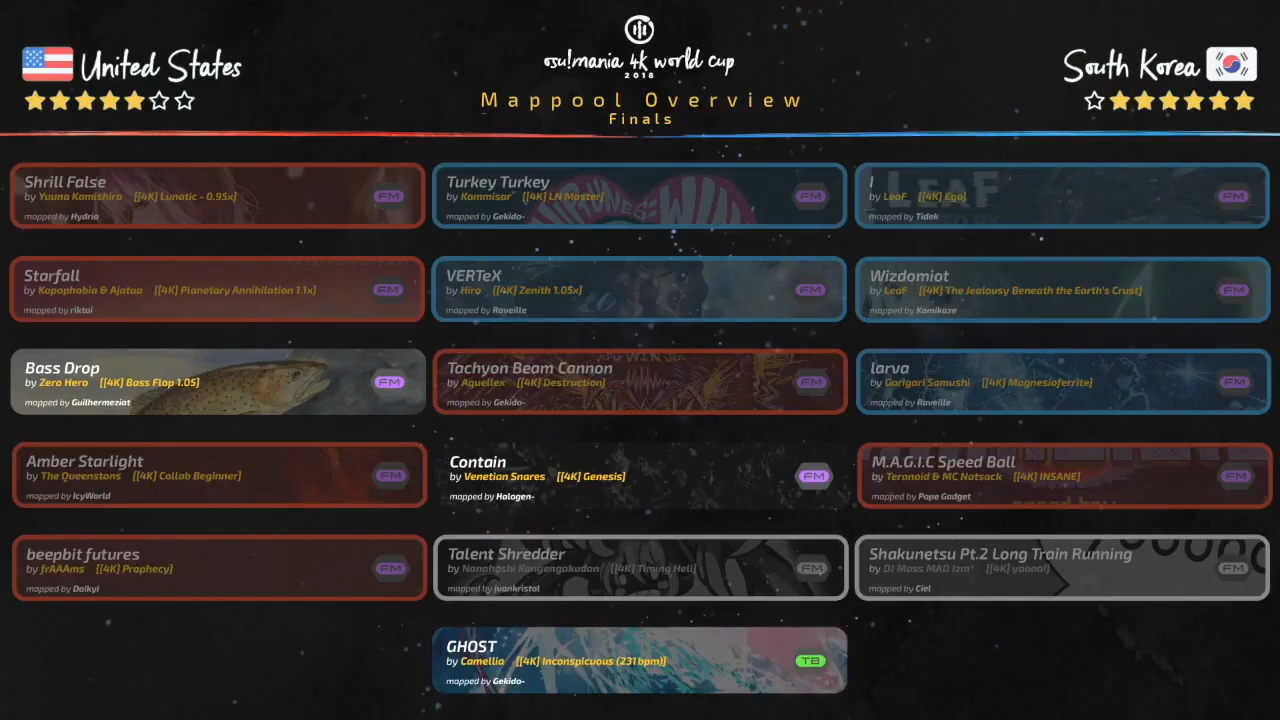 United States
osu!mania 4k world cup
2018
South Korea
Mappool Overview
Finals
Shrill False
by Yuuna Kamishiro [[4K] Lunatic - 0.95x]
FM
mapped by Hydria
Turkey Turkey
by Kommisar [[4K] LN Master]
FM
mapped by Gekido-
I
by LeaF [[4K] Ego]
FM
mapped by Tidek
Starfall
by Kopophobia & Ajataa [[4K] Planetary Annihilation 1.1x]
FM
mapped by riktoi
VERTeX
by Hiro [[4K] Zenith 1.05x]
FM
mapped by Raveille
Wizdomiot
by LeaF [[4K] The Jealousy Beneath the Earth's Crust]
FM
mapped by Kamikaze
Bass Drop
by Zero Hero [[4K] Bass Flop 1.05]
FM
mapped by Guilhermeziat
Tachyon Beam Cannon
by Aquellex [[4K] Destruction]
FM
mapped by Gekido-
larva
by Garigari Samushi [[4K] Magnesioferrite]
FM
mapped by Raveille
Amber Starlight
by The Queenstons [[4K] Collab Beginner]
FM
mapped by IcyWorld
Contain
by Venetian Snares [[4K] Genesis]
FM
mapped by Halogen-
M.A.G.I.C Speed Ball
by Teranoid & MC Natsack [[4K] INSANE]
FM
mapped by Pope Gadget
beepbit futures
by frAAAms [[4K] Prophecy]
FM
mapped by Daikyi
Talent Shredder
by Nanahoshi Kangengakudan [[4K] Timing Hell]
FM
mapped by juankristal
Shakunetsu Pt.2 Long Train Running
by DJ Mass MAD Izm* [[4K] yaooo!]
FM
mapped by Ciel
GHOST
by Camellia [[4K] Inconspicuous (231bpm)]
TB
mapped by Gekido-